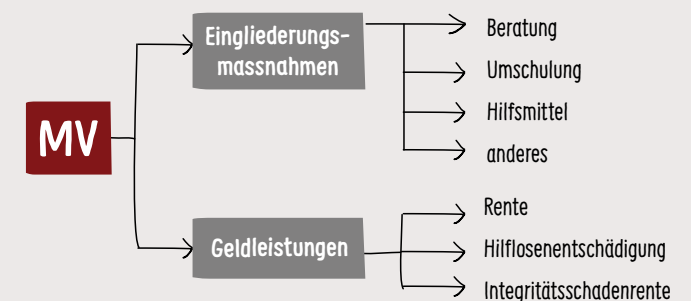 MV
Eingliederungs-
massnahmen
Beratung
Umschulung
Hilfsmittel
anderes
Geldleistungen
Rente
Hilflosenentschädigung
Integritätsschadenrente